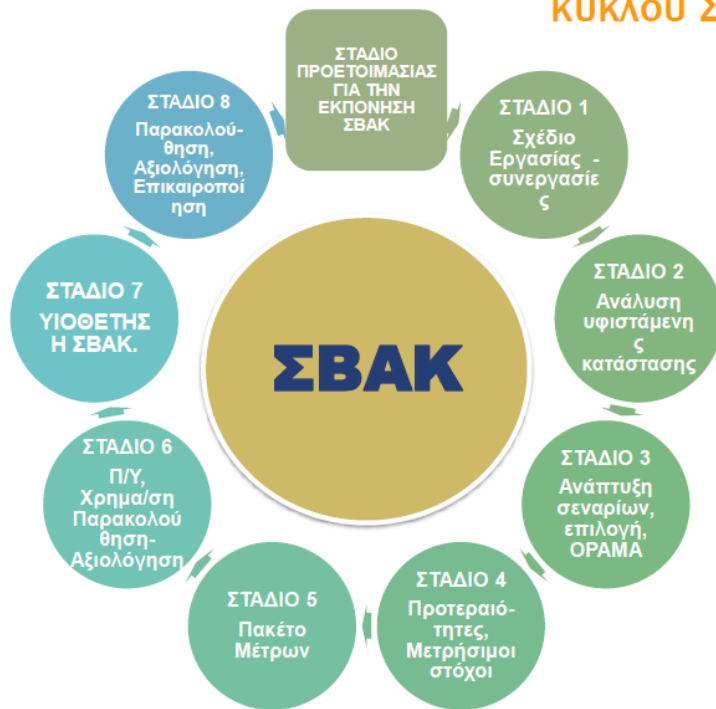 ΚΥΚΛΟΥ Σ
ΣΤΑΔΙΟ
ΠΡΟΕΤΟΙΜΑΣΙΑΣ
ΓΙΑ ΤΗΝ
ΕΚΠΟΝΗΣΗ
ΣΒΑΚ
ΣΤΑΔΙΟ 1
Σχέδιο
Εργασίας -
συνεργασίε
ς
ΣΤΑΔΙΟ 2
Ανάλυση
υφιστάμενη
ς
κατάστασης
ΣΤΑΔΙΟ 3
Ανάπτυξη
σεναρίων,
επιλογή,
ΟΡΑΜΑ
ΣΤΑΔΙΟ 4
Προτεραιό-
τητες,
Μετρήσιμοι
στόχοι
ΣΤΑΔΙΟ 5
Πακέτο
Μέτρων
ΣΤΑΔΙΟ 6
Π/Υ,
Χρημα/ση
Παρακολού
θηση-
Αξιολόγηση
ΣΤΑΔΙΟ 7
ΥΙΟΘΕΤΗΣ
Η ΣΒΑΚ.
ΣΤΑΔΙΟ 8
Παρακολού-
θηση,
Αξιολόγηση,
Επικαιροποί
ηση
ΣΒΑΚ